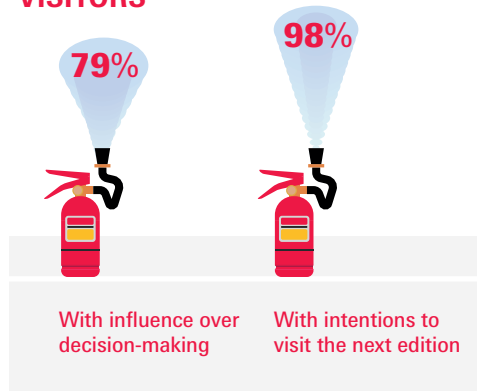 VISITORS
79%
98%
With influence over
decision-making
With intentions to
visit the next edition